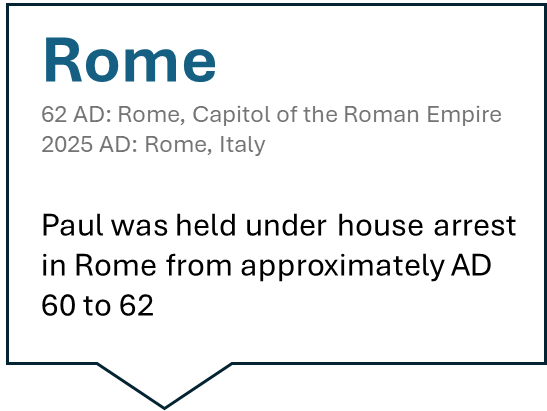 Rome
62 AD: Rome, Capitol of the Roman Empire
2025 AD: Rome, Italy
Paul was held under house arrest
in Rome from approximately AD
60 to 62